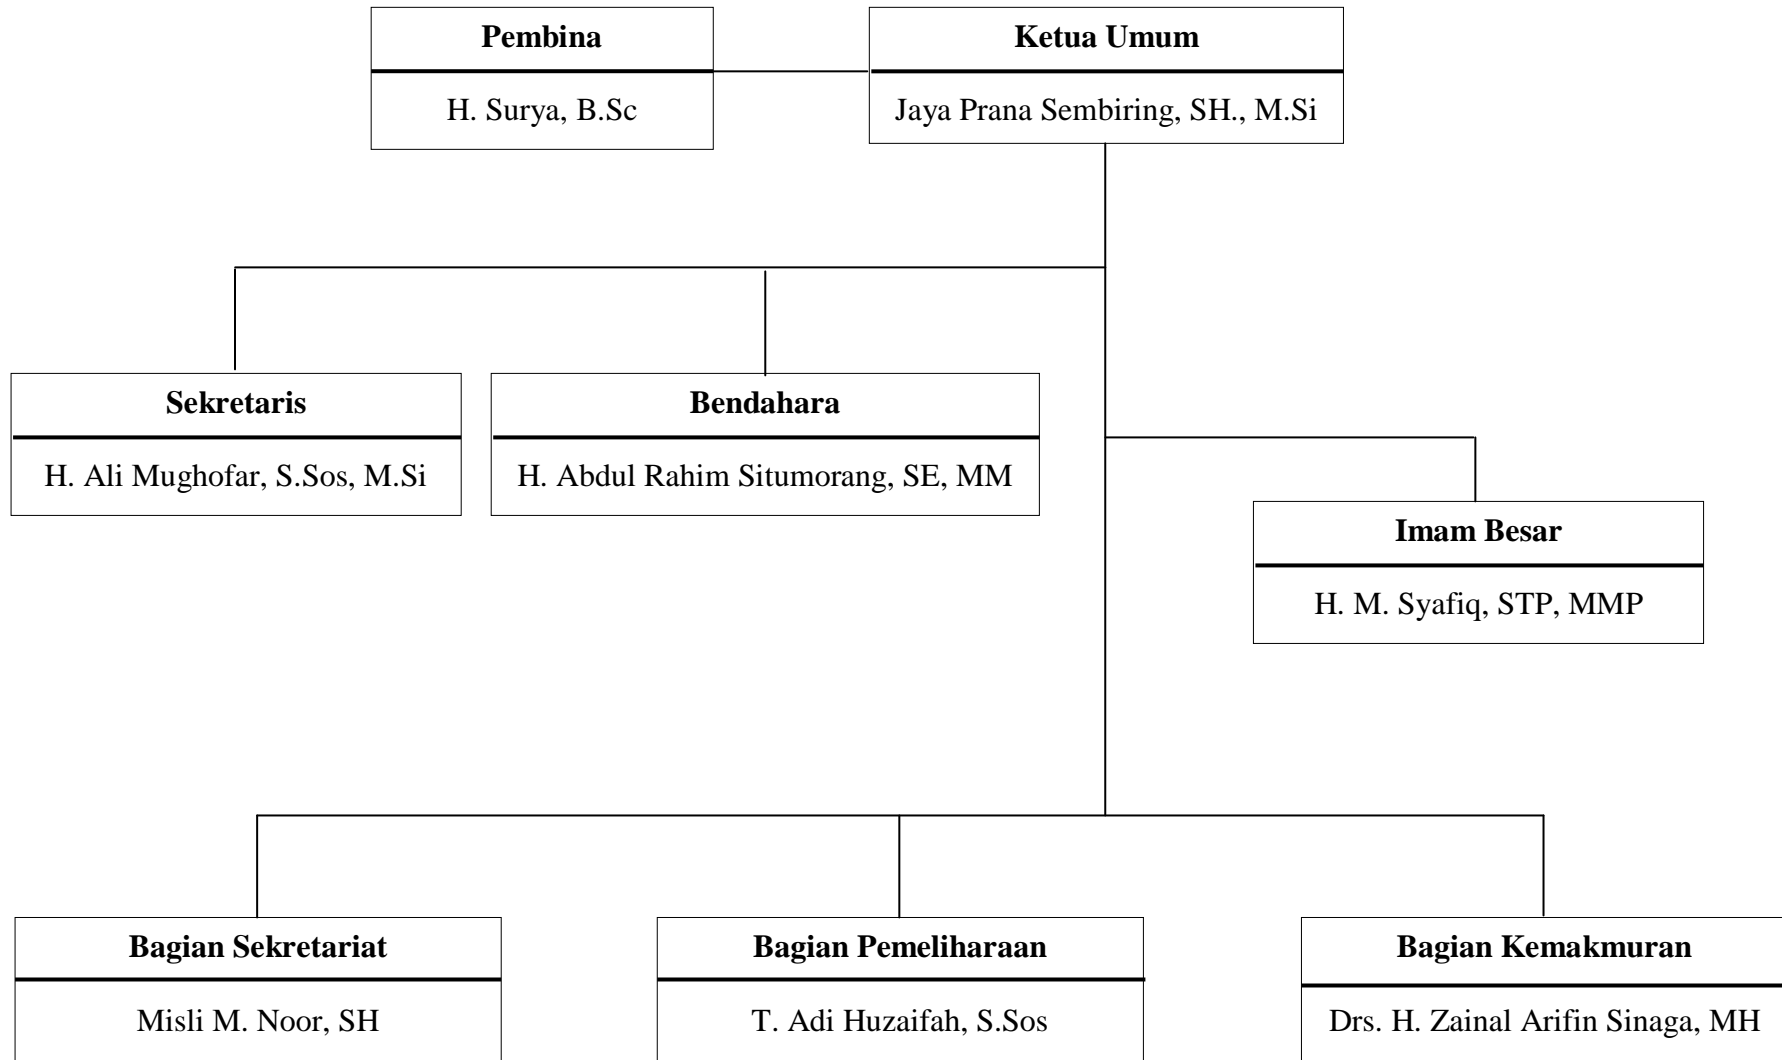 Pembina
H. Surya, B.Sc
Ketua Umum
Jaya Prana Sembiring, SH., M.Si
Sekretaris
H. Ali Mughofar, S.Sos, M.Si
Bendahara
H. Abdul Rahim Situmorang, SE, MM
Imam Besar
H. M. Syafiq, STP, MMP
Bagian Sekretariat
Misli M. Noor, SH
Bagian Pemeliharaan
T. Adi Huzaifah, S.Sos
Bagian Kemakmuran
Drs. H. Zainal Arifin Sinaga, MH